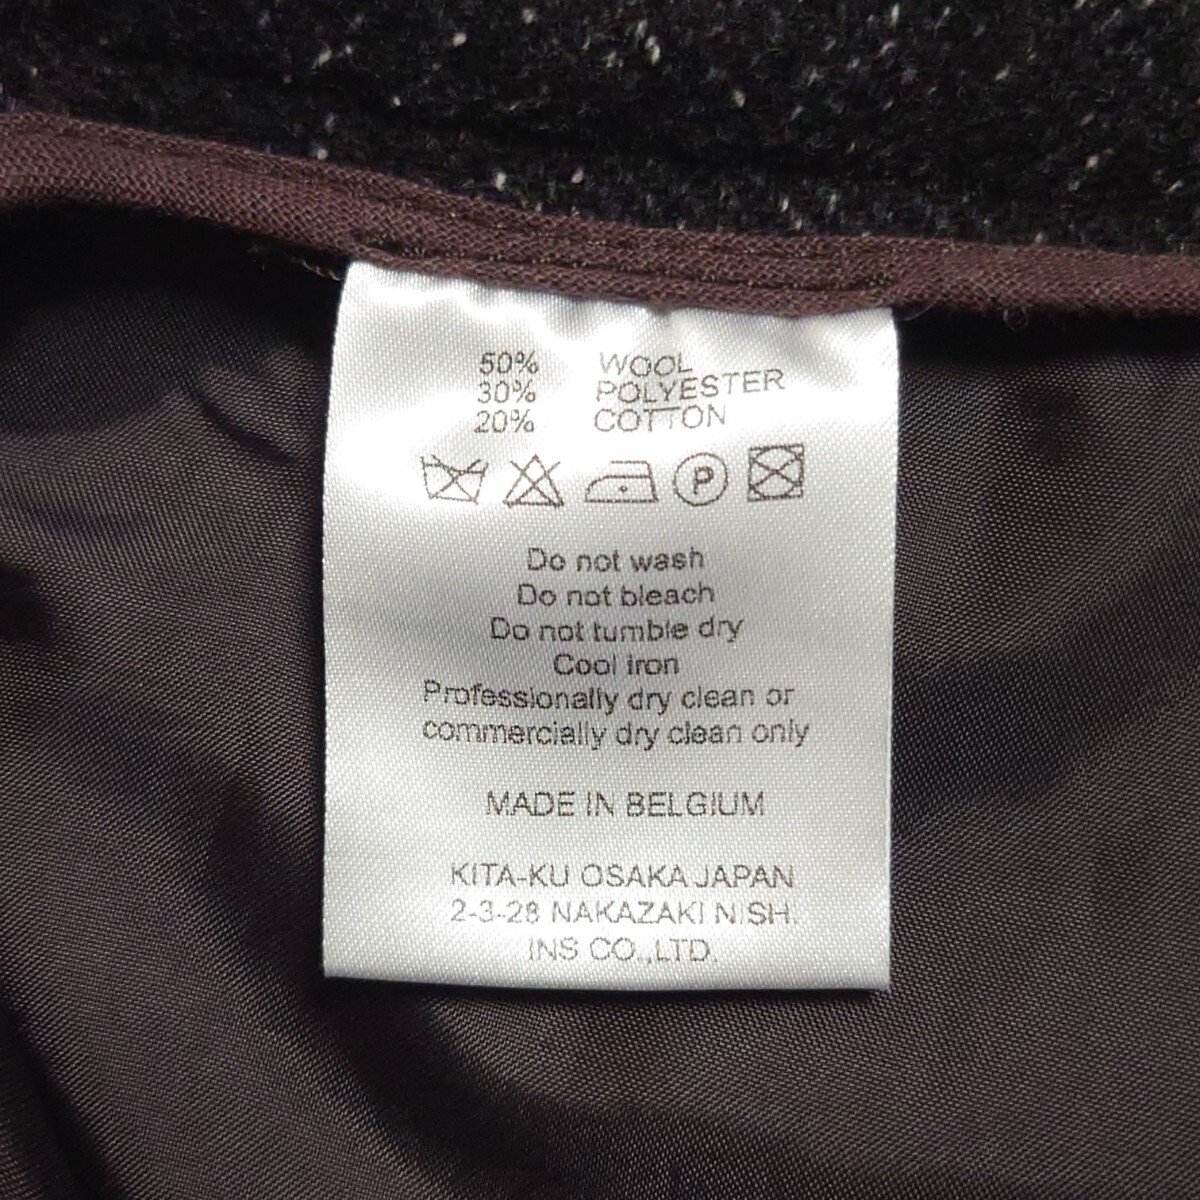 50% WOOL
30% POLYESTER
20% COTTON
P
Do not wash
Do not bleach
Do not tumble dry
Cool iron
Professionally dry clean or
commercially dry clean only
MADE IN BELGIUM
KITA-KU OSAKA JAPAN
2-3-28 NAKAZAKI NISH.
INS CO.,LTD.